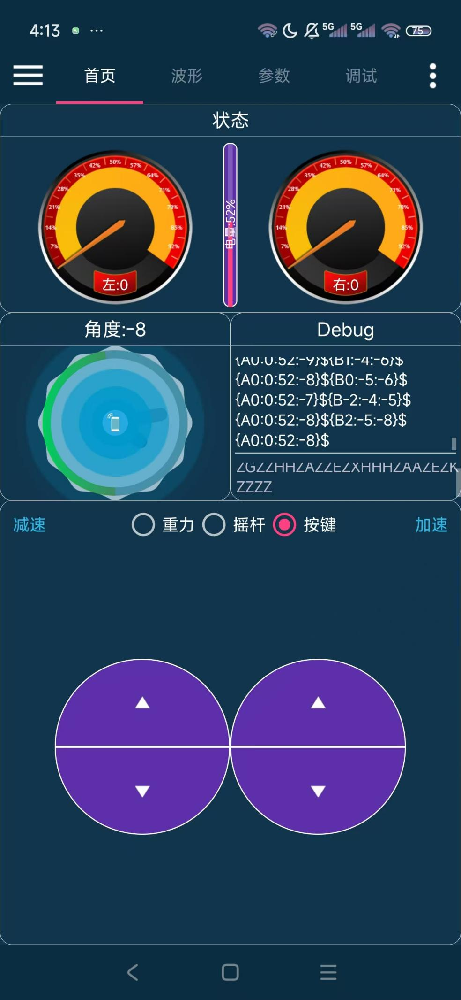 4:13
5G
5G
75
首页
波形
参数
调试
状态
7%
14%
21%
28%
35%
42%
50%
57%
64%
71%
78%
85%
92%
左:0
电量:52%
7%
14%
21%
28%
35%
42%
50%
57%
64%
71%
78%
85%
92%
右:0
角度:-8
Debug
{A0:0:52:-9}${B1:-4:-6}$
{A0:0:52:-8}${B0:-5:-6}$
{A0:0:52:-7}${B-2:-4:-5}$
{A0:0:52:-8}${B2:-5:-8}$
{A0:0:52:-8}$
ZGZZHHZAZZEZXHHHZAAZEZK
ZZZZ
减速
重力
摇杆
按键
加速